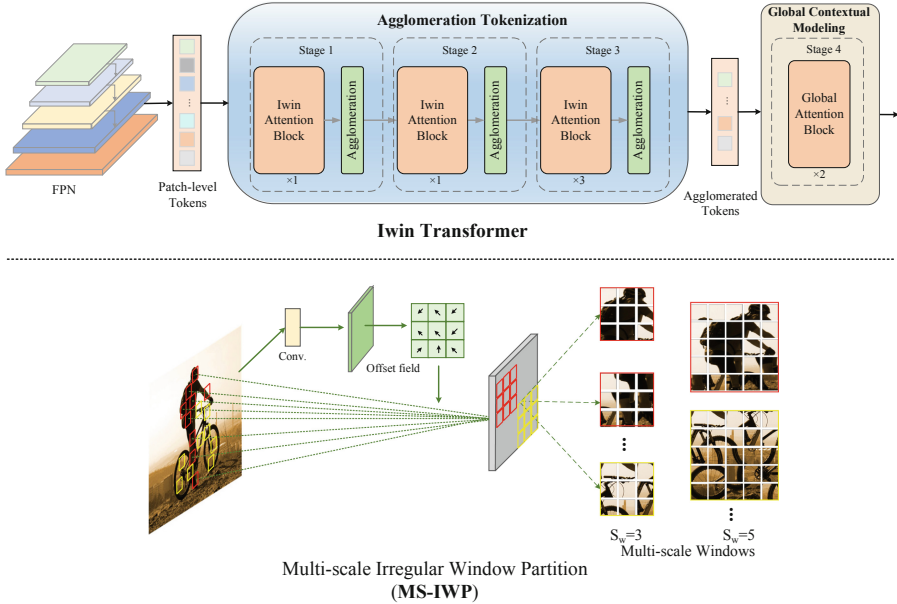 Agglomeration Tokenization
Global Contextual
Modeling
Stage 1
Stage 2
Stage 3
Stage 4
Iwin
Attention
Block
Agglomeration
Iwin
Attention
Block
Agglomeration
Iwin
Attention
Block
Agglomeration
Global
Attention
Block
...
...
×1
×1
×3
×2
FPN
Patch-level
Tokens
Agglomerated
Tokens
Iwin Transformer
Conv.
Offset field
...
...
S_w=3
S_w=5
Multi-scale Windows
Multi-scale Irregular Window Partition
(MS-IWP)